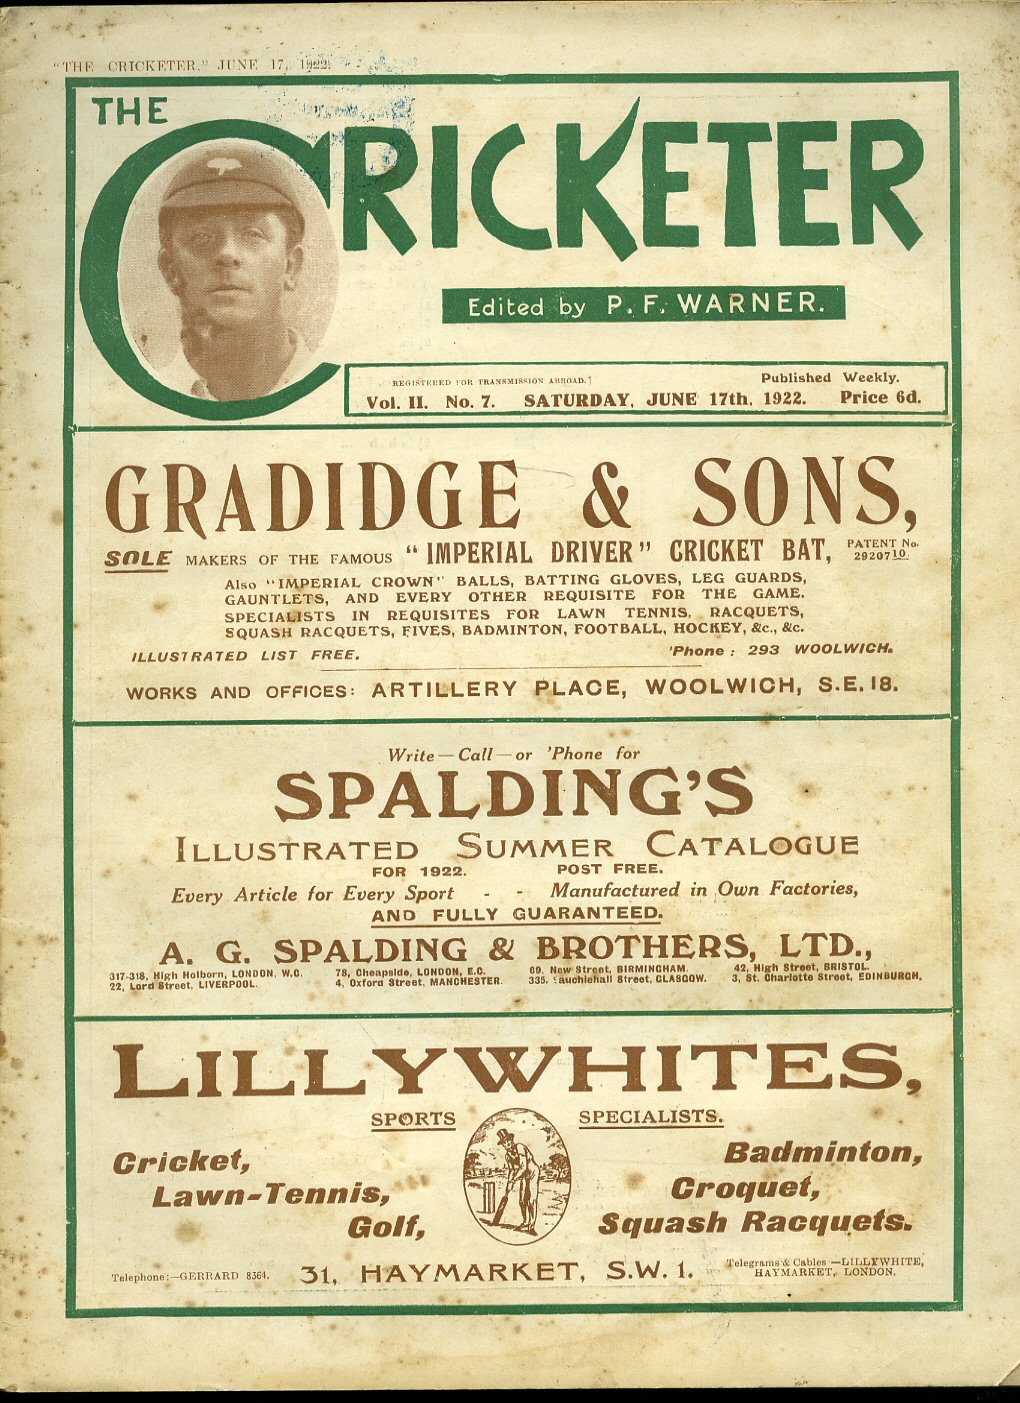 "THE CRICKETER," JUNE 17, 1922.
THE
CRICKETER
Edited by P. F. WARNER.
REGISTERED FOR TRANSMISSION ABROAD.]
Published Weekly.
Vol. II. No. 7. SATURDAY, JUNE 17th, 1922. Price 6d.
GRADIDGE & SONS,
SOLE MAKERS OF THE FAMOUS "IMPERIAL DRIVER" CRICKET BAT, PATENT No. 2920710.
Also "IMPERIAL CROWN" BALLS, BATTING GLOVES, LEG GUARDS,
GAUNTLETS, AND EVERY OTHER REQUISITE FOR THE GAME.
SPECIALISTS IN REQUISITES FOR LAWN TENNIS, RACQUETS,
SQUASH RACQUETS, FIVES, BADMINTON, FOOTBALL, HOCKEY, &c., &c.
ILLUSTRATED LIST FREE. 'Phone: 293 WOOLWICH.
WORKS AND OFFICES: ARTILLERY PLACE, WOOLWICH, S.E.18.
Write—Call—or 'Phone for
SPALDING'S
ILLUSTRATED SUMMER CATALOGUE
FOR 1922. POST FREE.
Every Article for Every Sport - - Manufactured in Own Factories,
AND FULLY GUARANTEED.
A. G. SPALDING & BROTHERS, LTD.,
317-318, High Holborn, LONDON, W.C. 78, Cheapside, LONDON, E.C. 69, New Street, BIRMINGHAM. 42, High Street, BRISTOL.
22, Lord Street, LIVERPOOL. 4, Oxford Street, MANCHESTER. 335, auchiehall Street, GLASGOW. 3, St. Charlotte Street, EDINBURGH.
LILLYWHITES,
SPORTS SPECIALISTS.
Cricket,
Lawn-Tennis,
Golf,
Badminton,
Croquet,
Squash Racquets.
Telephone:—GERRARD 8364. 31, HAYMARKET, S.W. 1. Telegrams & Cables—LILLYWHITE,
HAYMARKET, LONDON.